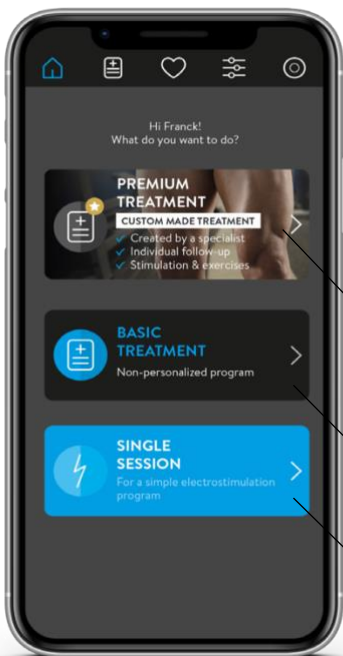 Hi Franck!
What do you want to do?
PREMIUM
TREATMENT
CUSTOM MADE TREATMENT
Created by a specialist
Individual follow-up
Stimulation & exercises
BASIC
TREATMENT
Non-personalized program
SINGLE
SESSION
For a simple electrostimulation
program